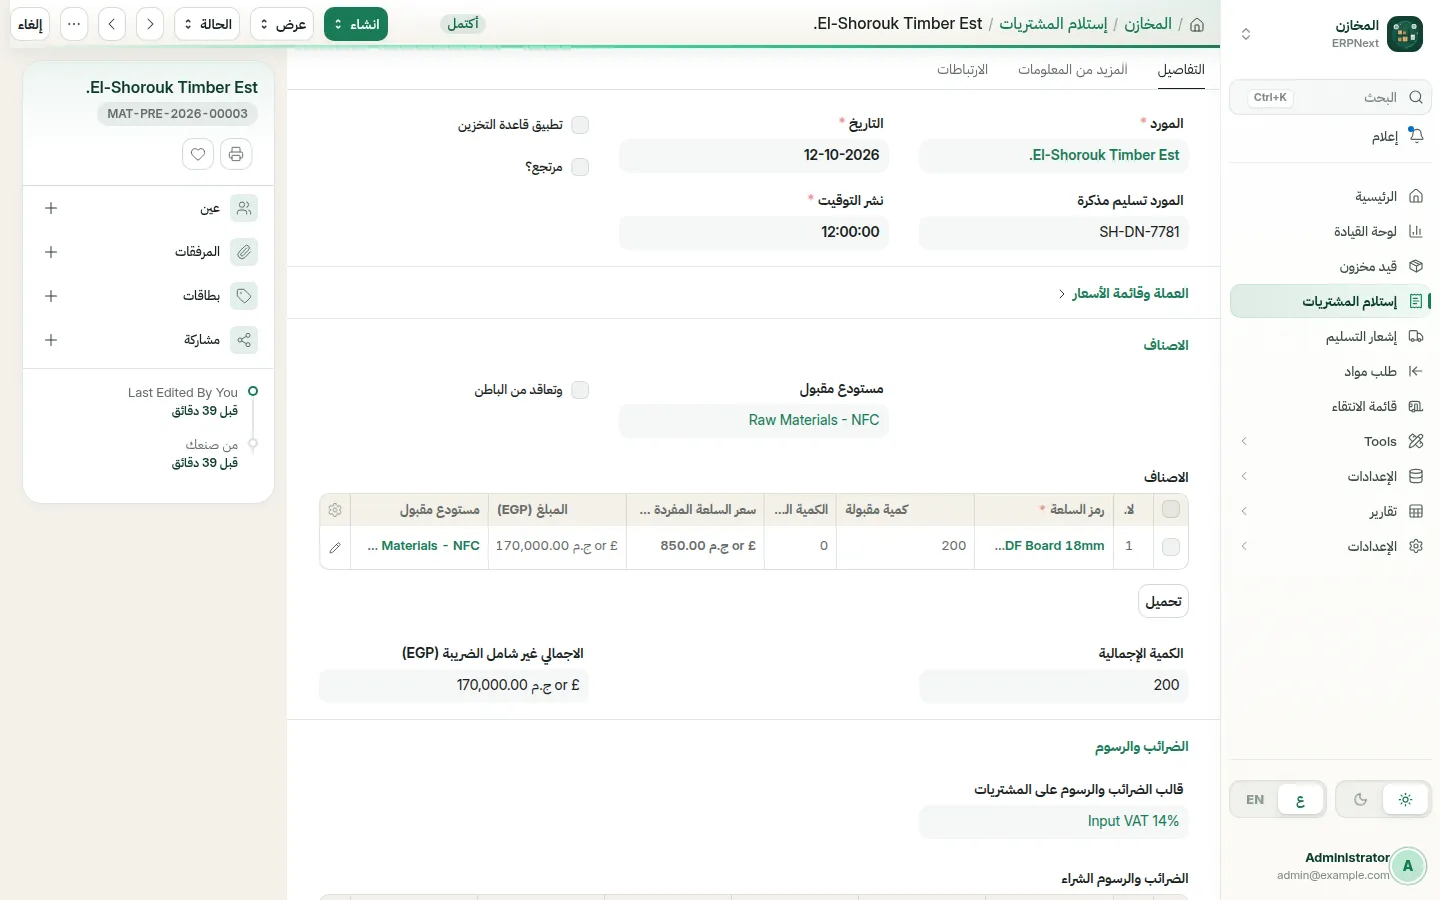 المخازن
ERPNext
البحث
Ctrl+K
إعلام
الرئيسية
لوحة القيادة
قيد مخزون
إستلام المشتريات
إشعار التسليم
طلب مواد
قائمة الانتقاء
Tools
الإعدادات
تقارير
الإعدادات
EN
ع
Administrator
admin@example.com
A
المخازن / إستلام المشتريات / El-Shorouk Timber Est.
أكتمل
انشاء
عرض
الحالة
إلغاء
التفاصيل
المزيد من المعلومات
الارتباطات
المورد *
El-Shorouk Timber Est.
المورد تسليم مذكرة
SH-DN-7781
التاريخ *
12-10-2026
نشر التوقيت *
12:00:00
تطبيق قاعدة التخزين
مرتجع؟
العملة وقائمة الأسعار
الاصناف
مستودع مقبول
Raw Materials - NFC
وتعاقد من الباطن
الاصناف
لا.
رمز السلعة *
كمية مقبولة
الكمية الـ...
سعر السلعة المفردة ...
المبلغ (EGP)
مستودع مقبول
1
DF Board 18mm...
200
0
£ or ج.م 850.00
£ or ج.م 170,000.00
Materials - NFC ...
تحميل
الكمية الإجمالية
200
الاجمالي غير شامل الضريبة (EGP)
£ or ج.م 170,000.00
الضرائب والرسوم
قالب الضرائب والرسوم على المشتريات
Input VAT 14%
الضرائب والرسوم الشراء
El-Shorouk Timber Est.
MAT-PRE-2026-00003
عين
المرفقات
بطاقات
مشاركة
Last Edited By You
قبل 39 دقائق
من صنعك
قبل 39 دقائق